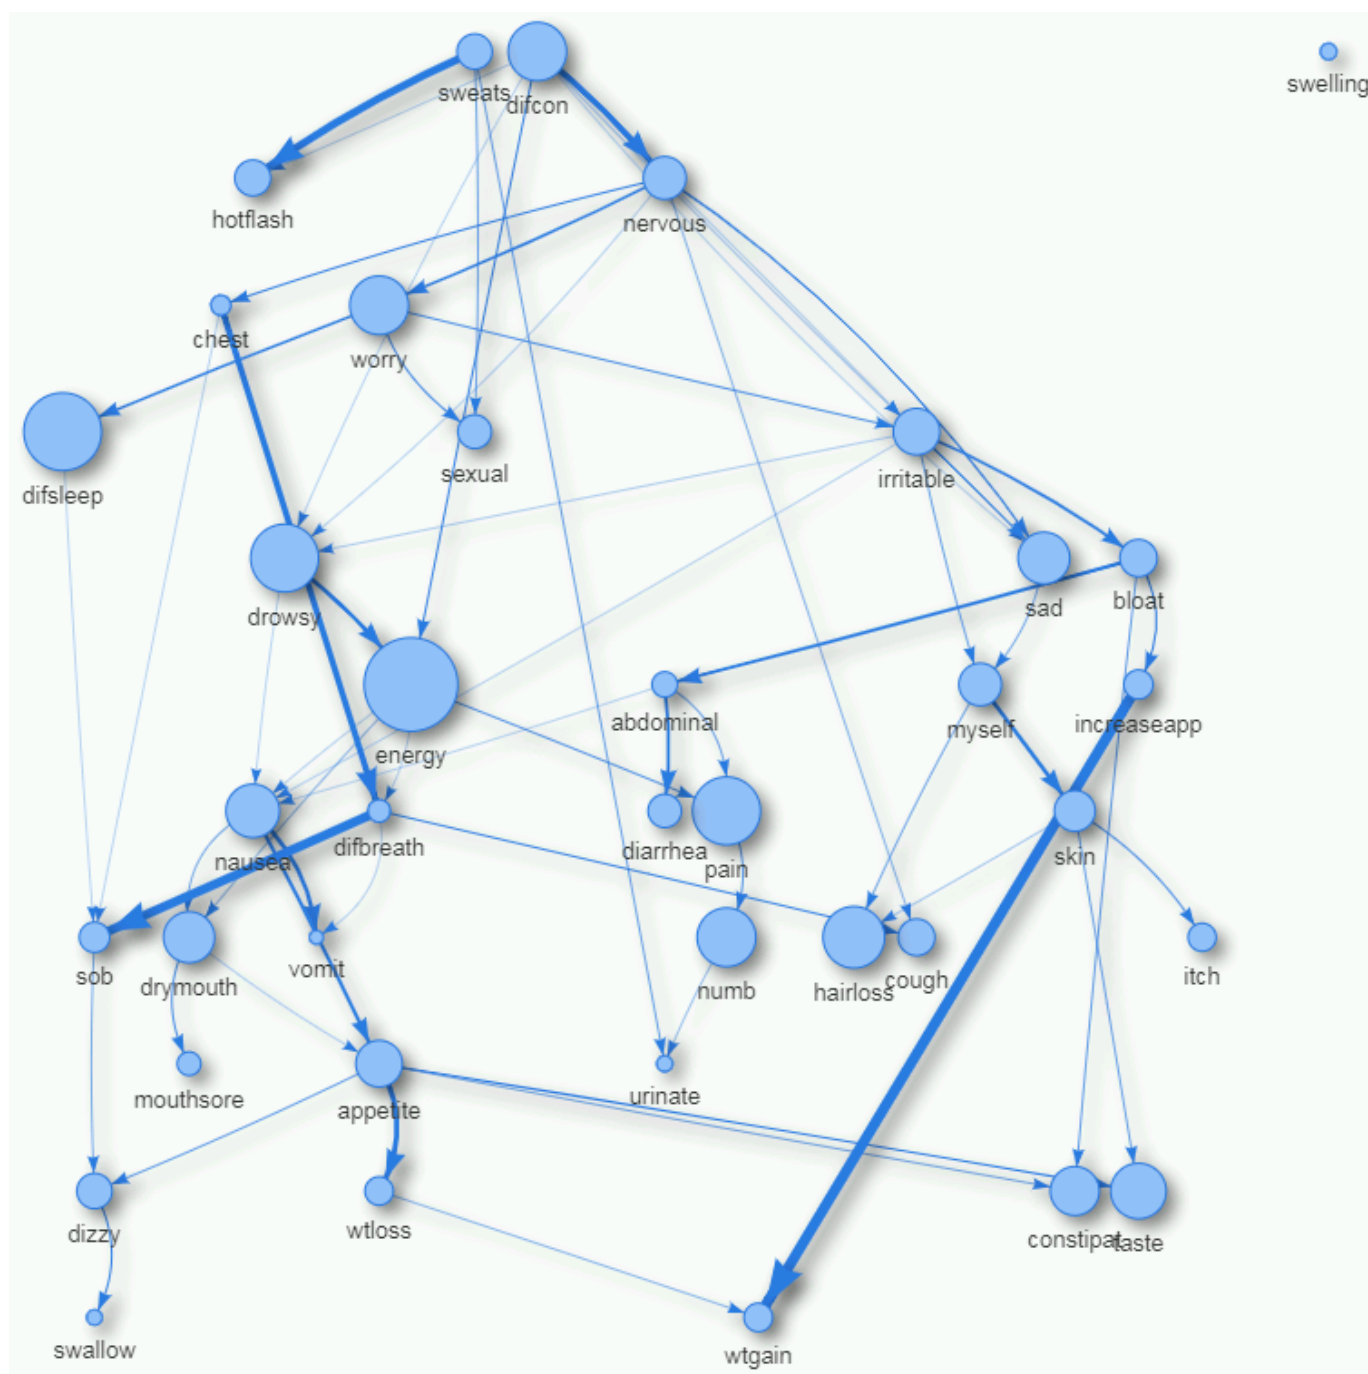 swelling
sweats
difcon
hotflash
nervous
chest
worry
sexual
irritable
difsleep
drowsy
sad
bloat
energy
abdominal
myself
increaseapp
nausea
difbreath
diarrhea
pain
skin
sob
drymouth
vomit
numb
hairloss
cough
itch
mouthsore
appetite
urinate
dizzy
wtloss
constipat
taste
swallow
wtgain